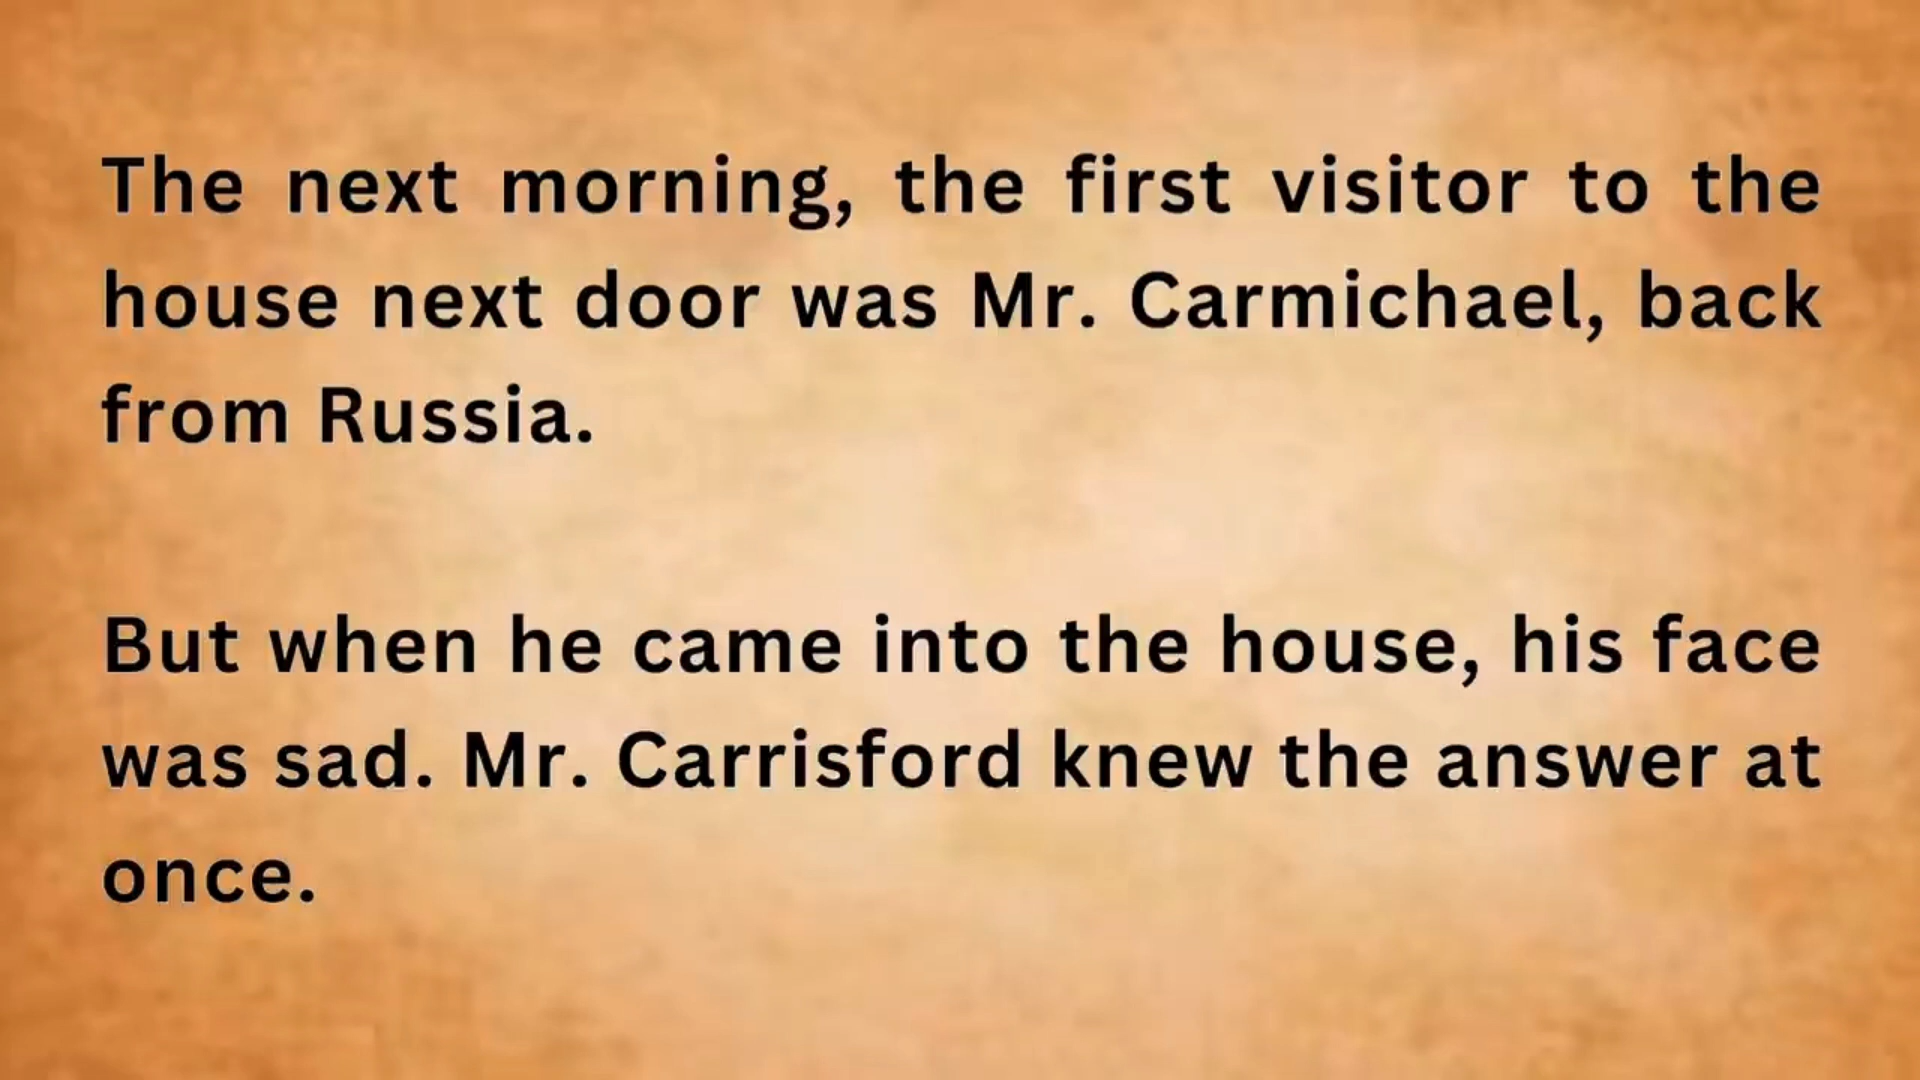 The next morning, the first visitor to the
house next door was Mr. Carmichael, back
from Russia.
But when he came into the house, his face
was sad. Mr. Carrisford knew the answer at
once.